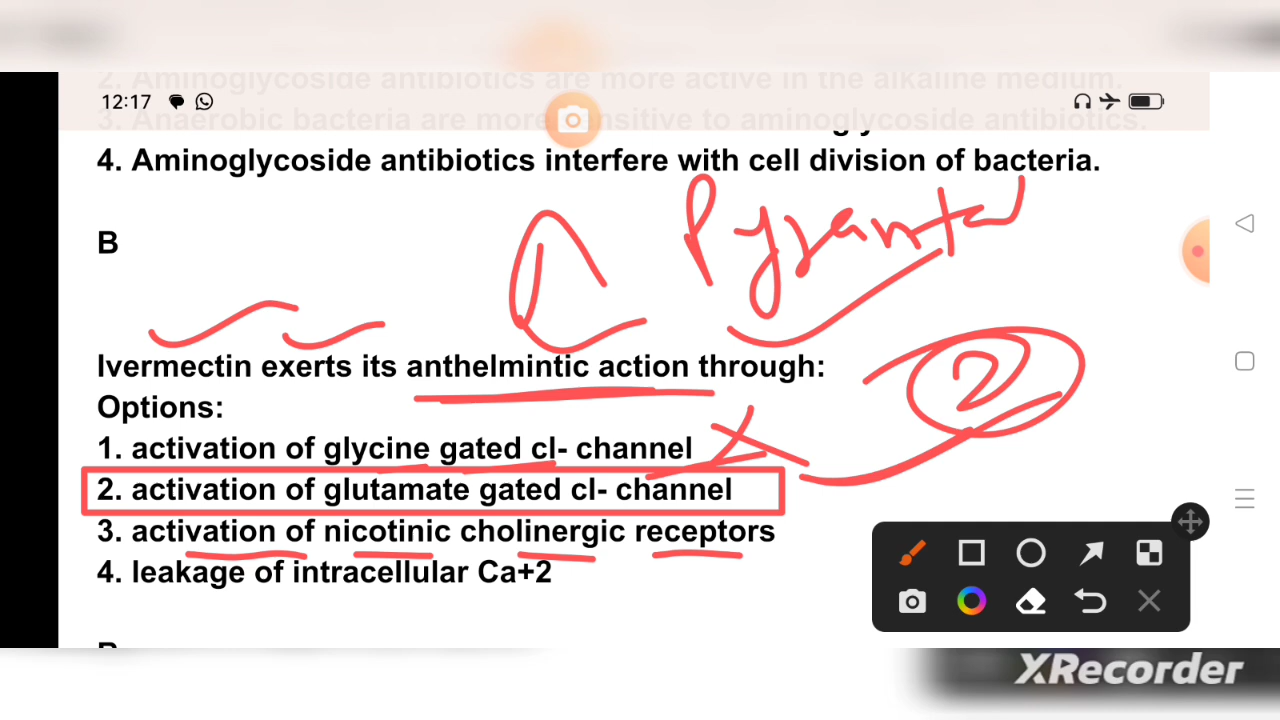 2. Aminoglycoside antibiotics are more active in the alkaline medium.
12:17
3. Anaerobic bacteria are more sensitive to aminoglycoside antibiotics.
4. Aminoglycoside antibiotics interfere with cell division of bacteria.
Pyrantel
B
Ivermectin exerts its anthelmintic action through:
2
Options:
1. activation of glycine gated cl- channel
2. activation of glutamate gated cl- channel
3. activation of nicotinic cholinergic receptors
4. leakage of intracellular Ca+2
XRecorder